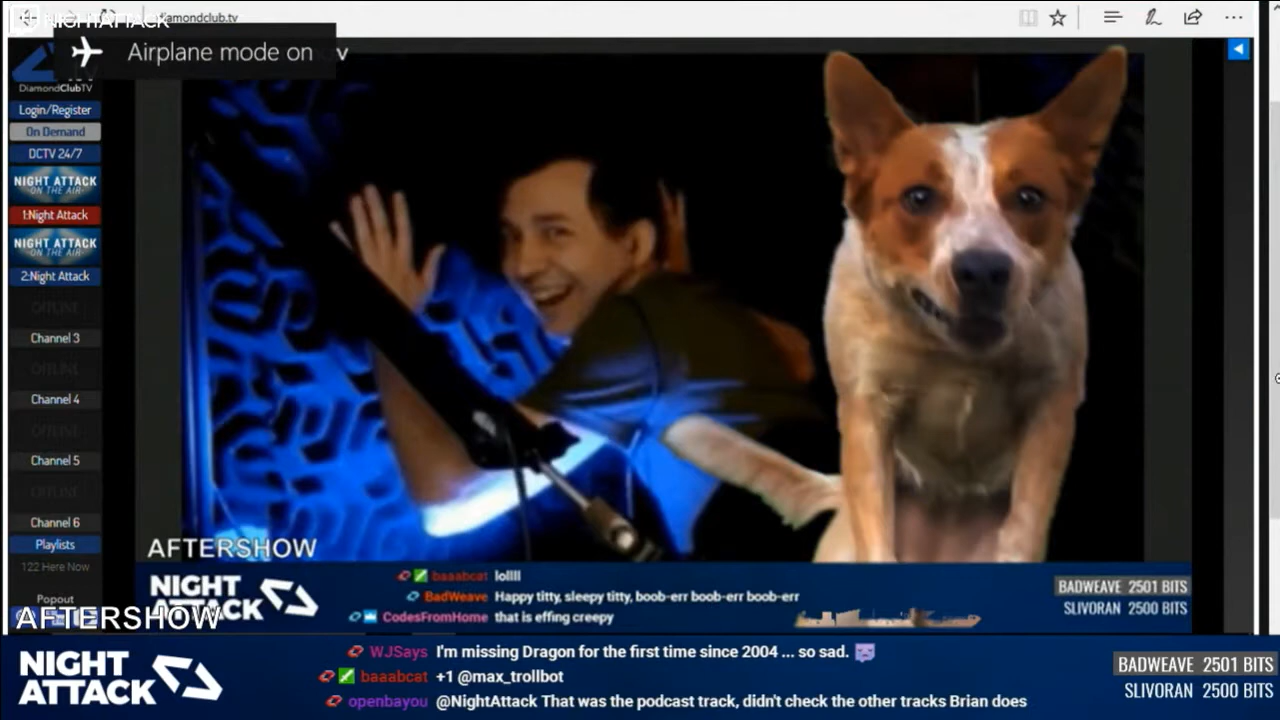 NIGHTATTACK
diamondclub.tv
Airplane mode on
DiamondClubTV
Login/Register
On Demand
DCTV 24/7
NIGHT ATTACK
ON THE AIR
1:Night Attack
NIGHT ATTACK
ON THE AIR
2:Night Attack
OFFLINE
Channel 3
OFFLINE
Channel 4
OFFLINE
Channel 5
OFFLINE
Channel 6
Playlists
122 Here Now
Popout
AFTERSHOW
NIGHT
ATTACK
baaabcat lollll
BadWeave Happy titty, sleepy titty, boob-err boob-err boob-err
CodesFromHome that is effing creepy
BADWEAVE 2501 BITS
SLIVORAN 2500 BITS
AFTERSHOW
NIGHT
ATTACK
WJSays I'm missing Dragon for the first time since 2004 ... so sad.
baaabcat +1 @max_trollbot
openbayou @NightAttack That was the podcast track, didn't check the other tracks Brian does
BADWEAVE 2501 BITS
SLIVORAN 2500 BITS